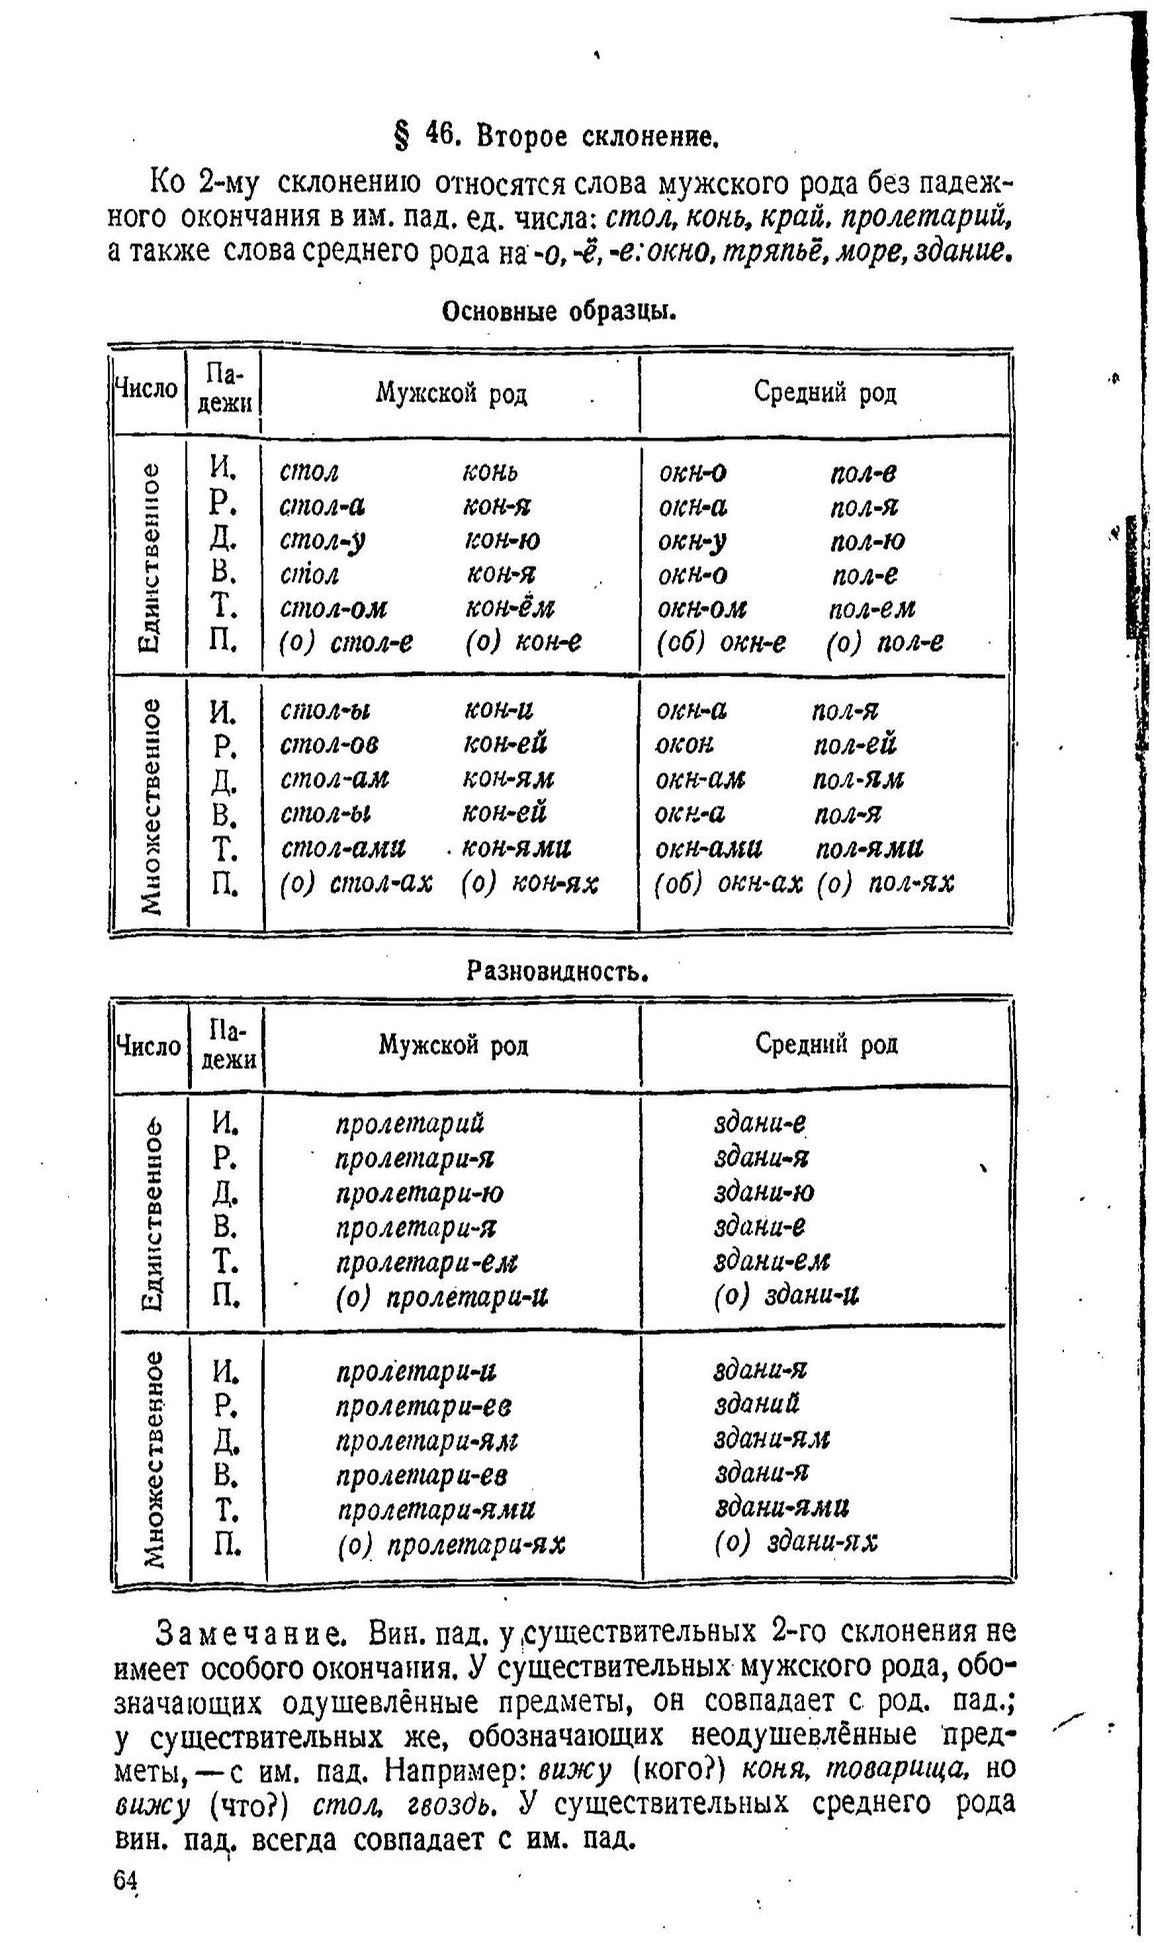 § 46. Второе склонение.
Ко 2-му склонению относятся слова мужского рода без падеж-
ного окончания в им. пад. ед. числа: стол, конь, край, пролетарий,
а также слова среднего рода на -о, -ё, -е: окно, тряпьё, море, здание.
Основные образцы.
Число Па- Мужской род Средний род
дежи
Единственное
И. стол конь окн-о пол-е
Р. стол-а кон-я окн-а пол-я
Д. стол-у кон-ю окн-у пол-ю
В. стол кон-я окн-о пол-е
Т. стол-ом кон-ём окн-ом пол-ем
П. (о) стол-е (о) кон-е (об) окн-е (о) пол-е
Множественное
И. стол-ы кон-и окн-а пол-я
Р. стол-ов кон-ей окон пол-ей
Д. стол-ам кон-ям окн-ам пол-ям
В. стол-ы кон-ей окн-а пол-я
Т. стол-ами кон-ями окн-ами пол-ями
П. (о) стол-ах (о) кон-ях (об) окн-ах (о) пол-ях
Разновидность.
Число Па- Мужской род Средний род
дежи
Единственное
И. пролетарий здани-е
Р. пролетари-я здани-я
Д. пролетари-ю здани-ю
В. пролетари-я здани-е
Т. пролетари-ем здани-ем
П. (о) пролетари-и (о) здани-и
Множественное
И. пролетари-и здани-я
Р. пролетари-ев зданий
Д. пролетари-ям здани-ям
В. пролетари-ев здани-я
Т. пролетари-ями здани-ями
П. (о) пролетари-ях (о) здани-ях
Замечание. Вин. пад. у существительных 2-го склонения не
имеет особого окончания. У существительных мужского рода, обо-
значающих одушевлённые предметы, он совпадает с род. пад.;
у существительных же, обозначающих неодушевлённые пред-
меты, — с им. пад. Например: вижу (кого?) коня, товарища, но
вижу (что?) стол, гвоздь. У существительных среднего рода
вин. пад. всегда совпадает с им. пад.
64